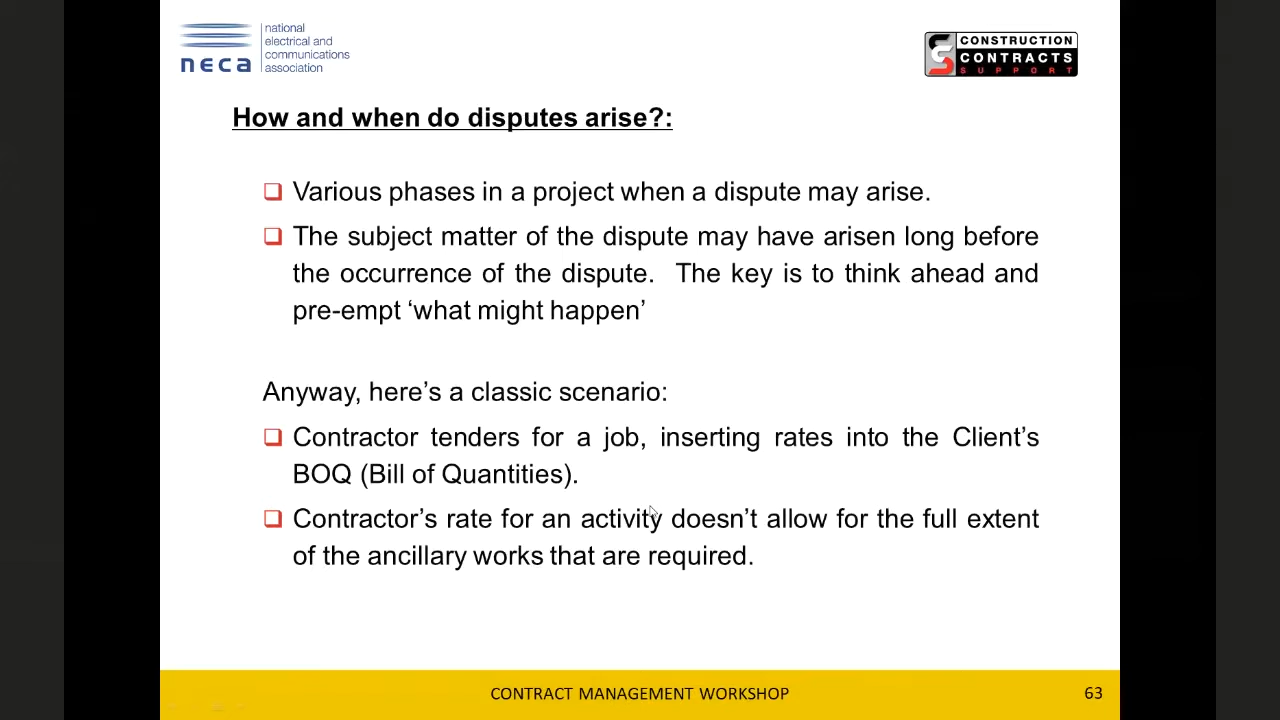 national
electrical and
communications
association
neca
CONSTRUCTION
CONTRACTS
SUPPORT
How and when do disputes arise?:
Various phases in a project when a dispute may arise.
The subject matter of the dispute may have arisen long before
the occurrence of the dispute. The key is to think ahead and
pre-empt ‘what might happen’
Anyway, here’s a classic scenario:
Contractor tenders for a job, inserting rates into the Client’s
BOQ (Bill of Quantities).
Contractor’s rate for an activity doesn’t allow for the full extent
of the ancillary works that are required.
CONTRACT MANAGEMENT WORKSHOP
63